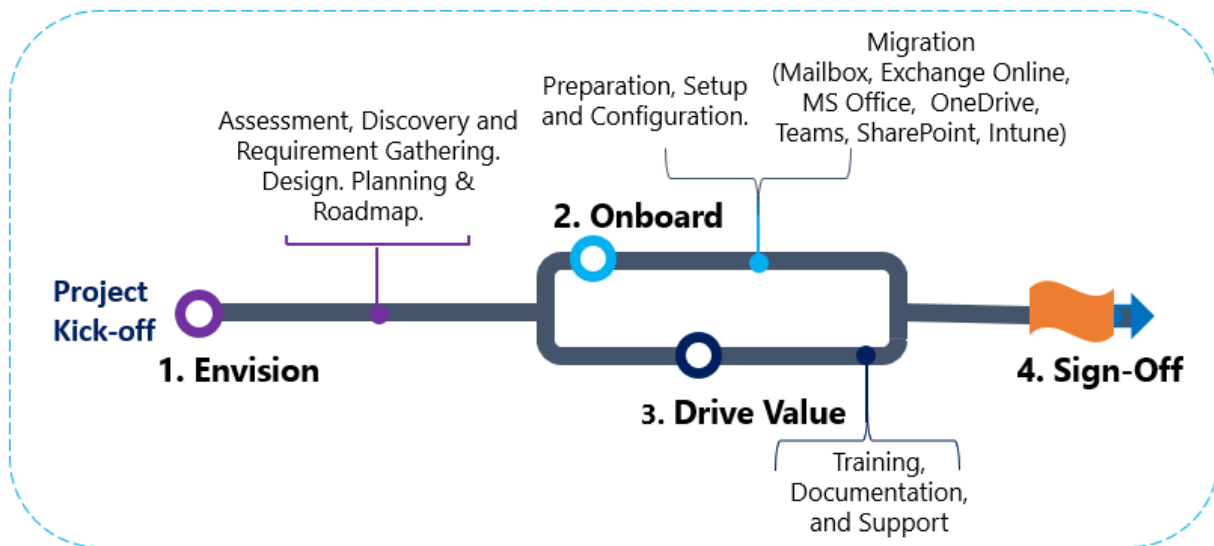 Project
Kick-off
1. Envision
Assessment, Discovery and
Requirement Gathering.
Design. Planning &
Roadmap.
2. Onboard
Preparation, Setup
and Configuration.
Migration
(Mailbox, Exchange Online,
MS Office, OneDrive,
Teams, SharePoint, Intune)
3. Drive Value
Training,
Documentation,
and Support
4. Sign-Off